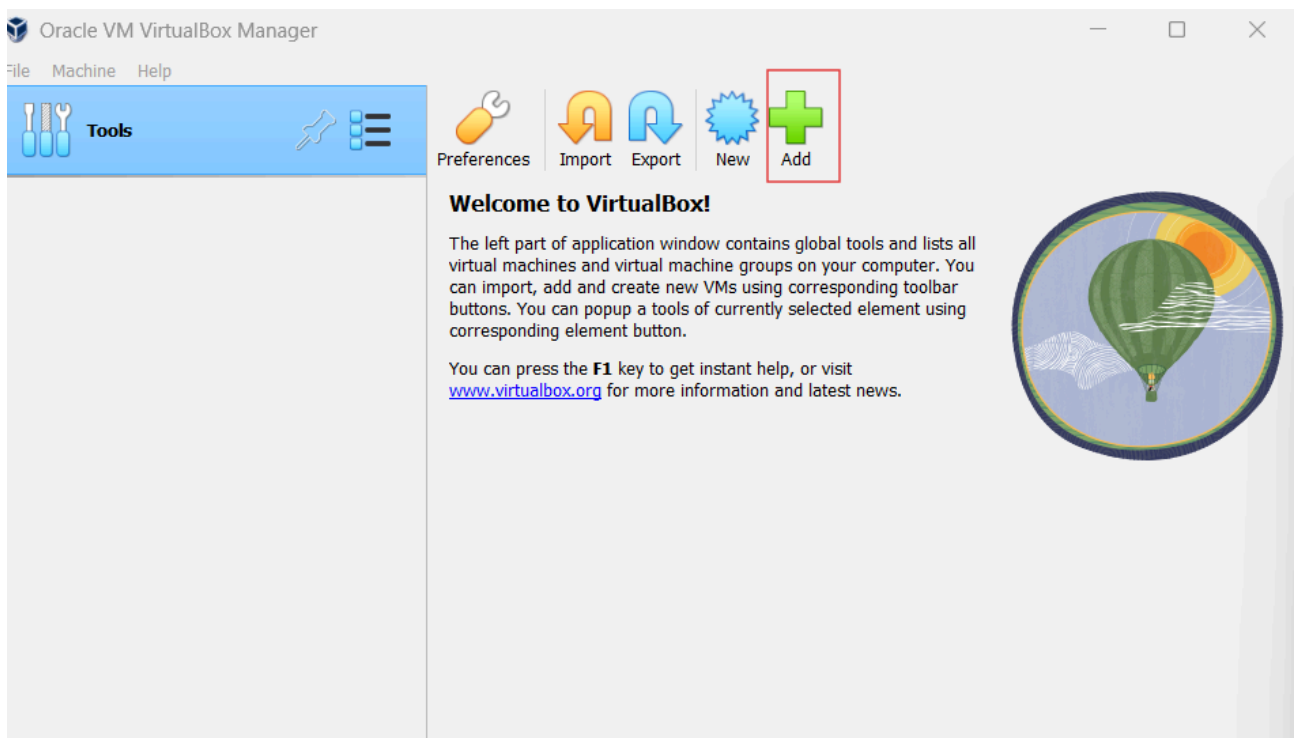 Oracle VM VirtualBox Manager
File Machine Help
Tools
Preferences Import Export New Add
Welcome to VirtualBox!
The left part of application window contains global tools and lists all
virtual machines and virtual machine groups on your computer. You
can import, add and create new VMs using corresponding toolbar
buttons. You can popup a tools of currently selected element using
corresponding element button.
You can press the F1 key to get instant help, or visit
www.virtualbox.org for more information and latest news.